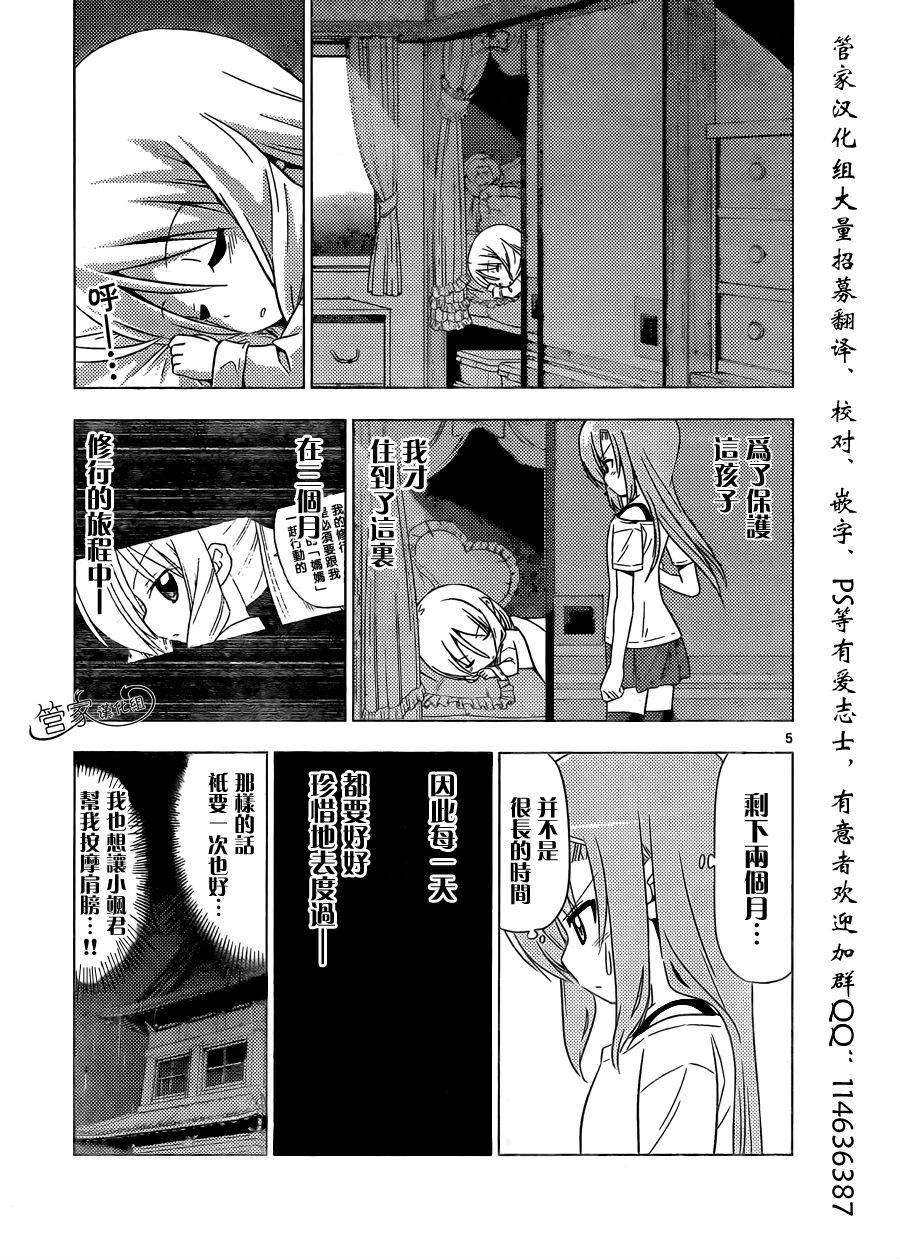 呼—…
為了保護
這孩子
我才
住到了這裏
我的修行
是必須要跟我
的「媽媽」
一起行動的
在三個月
修行的旅程中—
管家
漢化組
5
剩下兩個月…
并不是
很長的時間
因此每一天
都要好好
珍惜地去度過—
那樣的話
祇要一次也好…
我也想讓小颯君
幫我按摩肩膀…!!
管家汉化组大量招募翻译、校对、嵌字、PS等有爱志士，有意者欢迎加群QQ：114636387